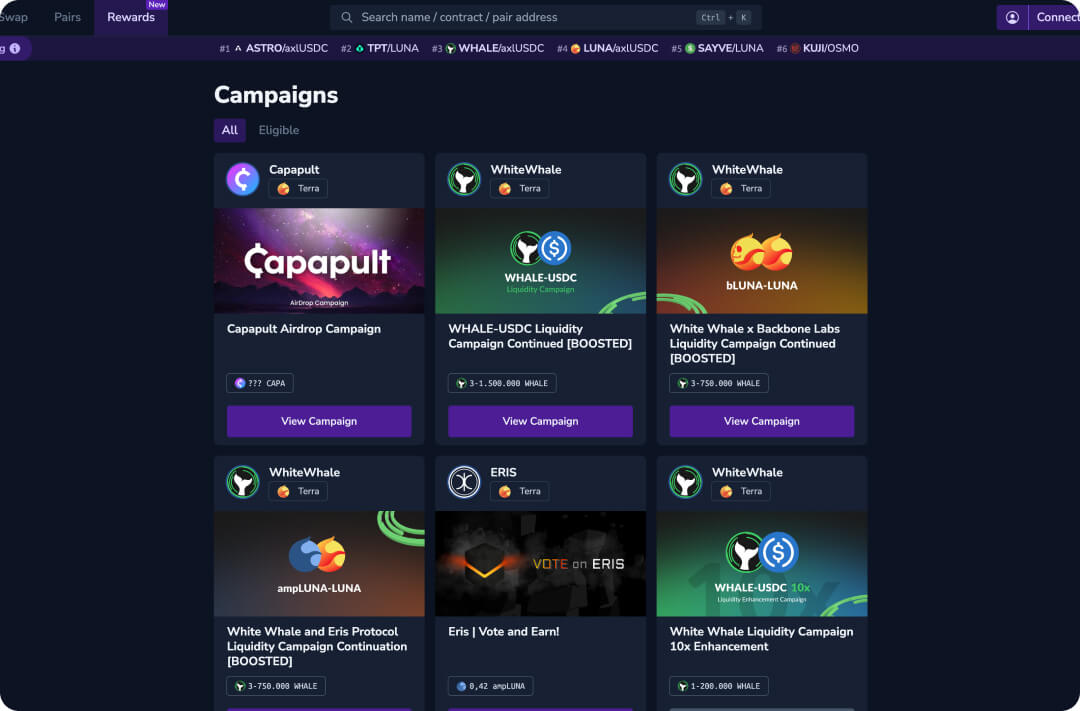 Swap Pairs Rewards New Search name / contract / pair address Ctrl + K Connect
g #1 ASTRO/axlUSDC #2 TPT/LUNA #3 WHALE/axlUSDC #4 LUNA/axlUSDC #5 SAYVE/LUNA #6 KUJI/OSMO
Campaigns
All Eligible
Capapult
Terra
¢apapult
AirDrop Campaign
Capapult Airdrop Campaign
??? CAPA
View Campaign
WhiteWhale
Terra
WHALE-USDC
Liquidity Campaign
WHALE-USDC Liquidity
Campaign Continued [BOOSTED]
3-1.500.000 WHALE
View Campaign
WhiteWhale
Terra
bLUNA-LUNA
White Whale x Backbone Labs
Liquidity Campaign Continued
[BOOSTED]
3-750.000 WHALE
View Campaign
WhiteWhale
Terra
ampLUNA-LUNA
White Whale and Eris Protocol
Liquidity Campaign Continuation
[BOOSTED]
3-750.000 WHALE
ERIS
Terra
VOTE on ERIS
Eris | Vote and Earn!
0,42 ampLUNA
WhiteWhale
Terra
10x
WHALE-USDC 10x
Liquidity Enhancement Campaign
White Whale Liquidity Campaign
10x Enhancement
1-200.000 WHALE